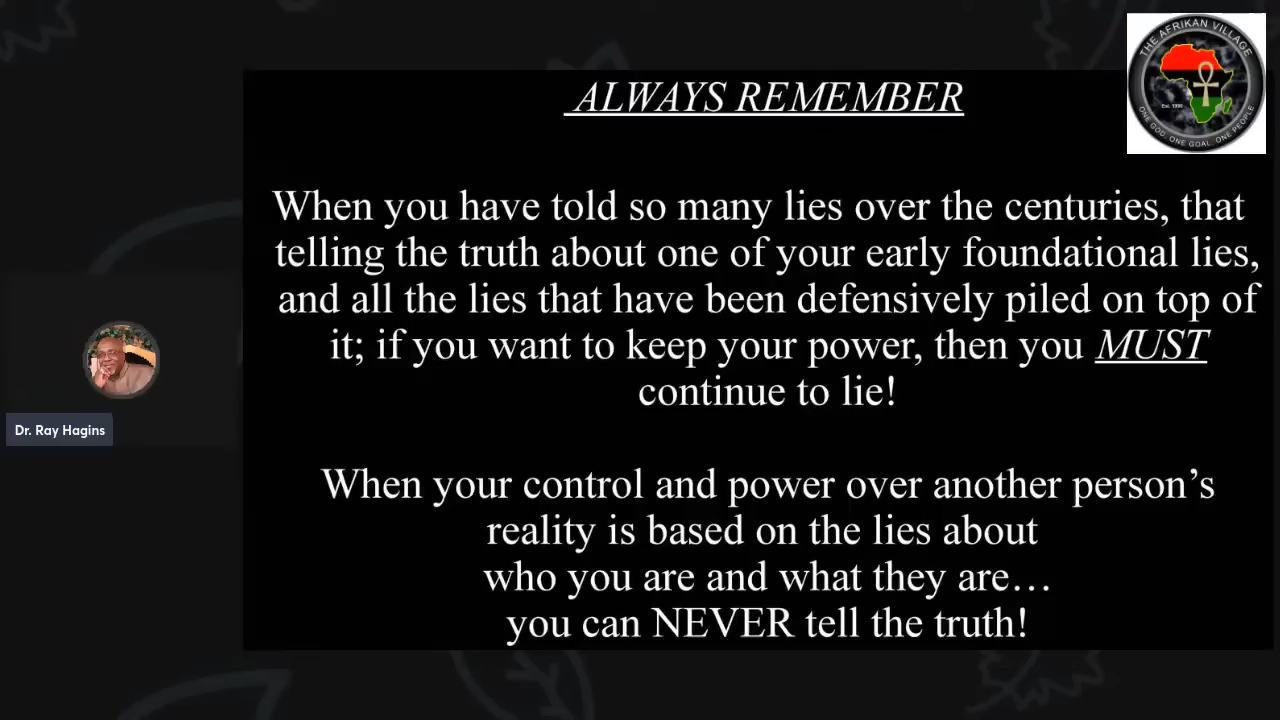 THE AFRIKAN VILLAGE
Est. 1996
ONE GOD. ONE GOAL. ONE PEOPLE
ALWAYS REMEMBER
When you have told so many lies over the centuries, that
telling the truth about one of your early foundational lies,
and all the lies that have been defensively piled on top of
it; if you want to keep your power, then you MUST
continue to lie!
When your control and power over another person’s
reality is based on the lies about
who you are and what they are…
you can NEVER tell the truth!
Dr. Ray Hagins